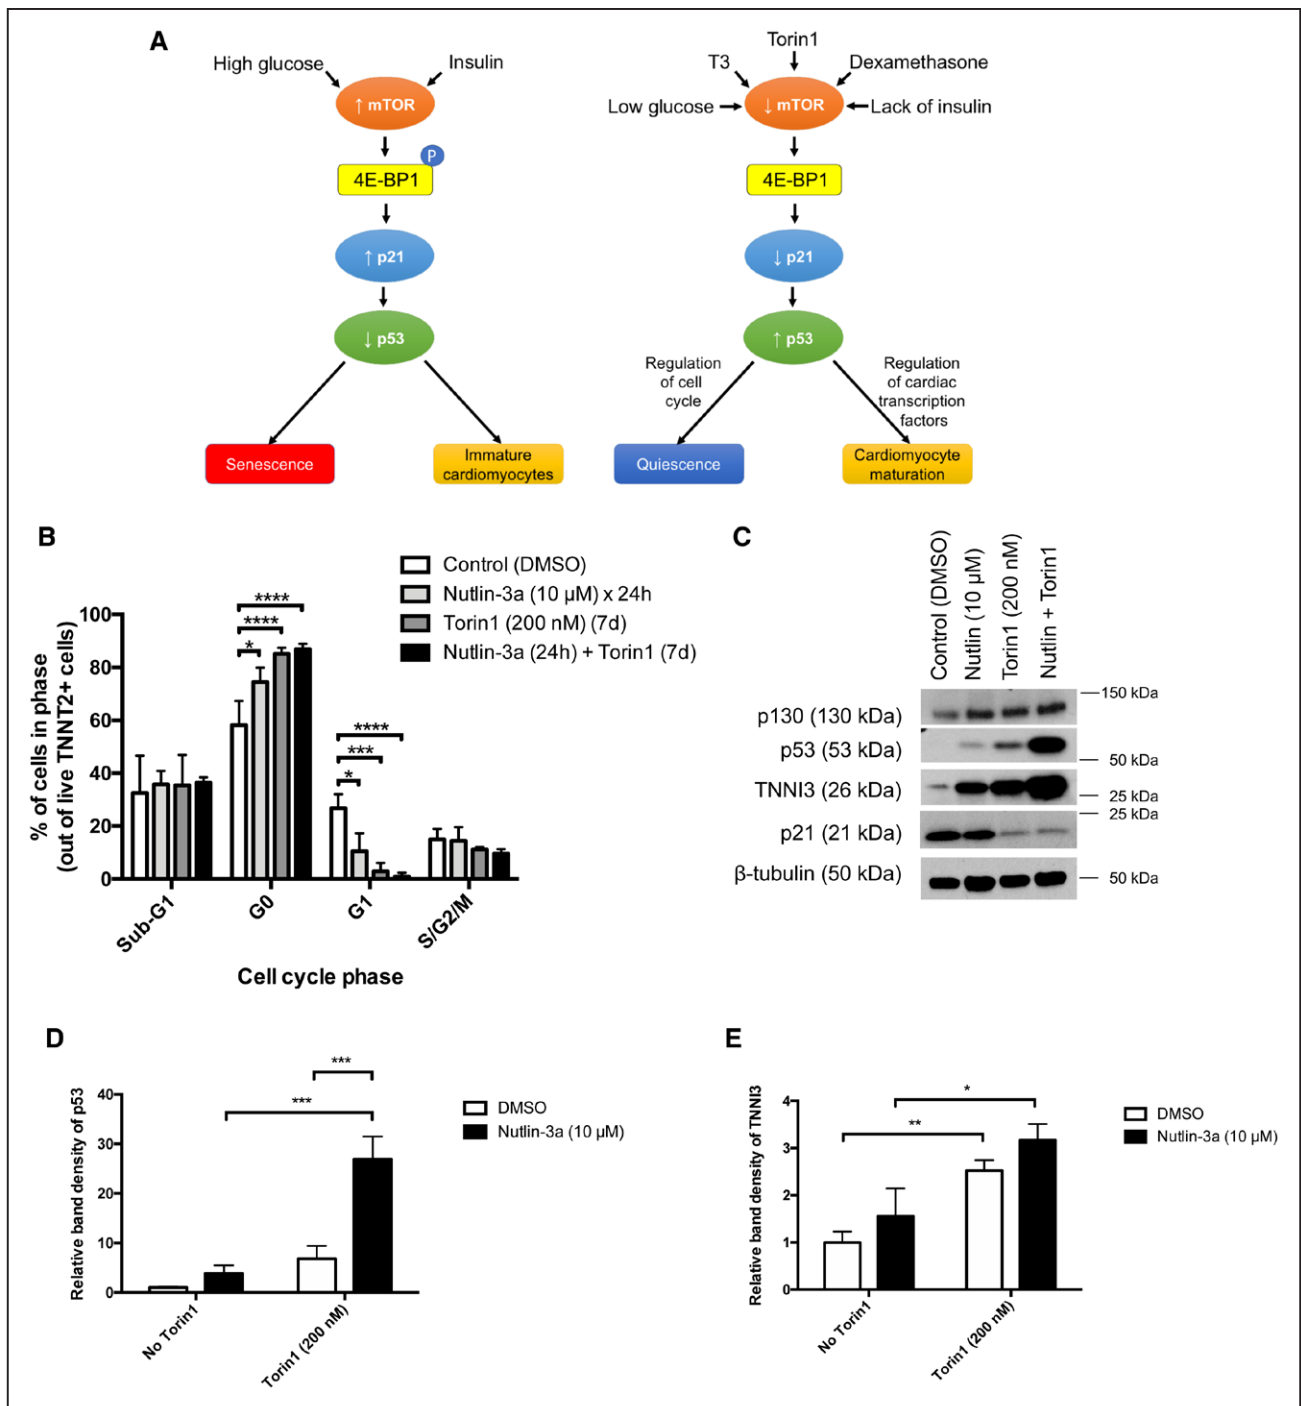 A
High glucose
Insulin
↑ mTOR
P
4E-BP1
↑ p21
↓ p53
Senescence
Immature
cardiomyocytes
Torin1
T3
Dexamethasone
Low glucose
↓ mTOR
Lack of insulin
4E-BP1
↓ p21
↑ p53
Regulation
of cell
cycle
Regulation
of cardiac
transcription
factors
Quiescence
Cardiomyocyte
maturation
B
Control (DMSO)
Nutlin-3a (10 µM) x 24h
Torin1 (200 nM) (7d)
Nutlin-3a (24h) + Torin1 (7d)
% of cells in phase
(out of live TNNT2+ cells)
100
80
60
40
20
0
****
****
*
****
***
*
Sub-G1
G0
G1
S/G2/M
Cell cycle phase
C
Control (DMSO)
Nutlin (10 µM)
Torin1 (200 nM)
Nutlin + Torin1
p130 (130 kDa)
150 kDa
p53 (53 kDa)
50 kDa
TNNI3 (26 kDa)
25 kDa
25 kDa
p21 (21 kDa)
β-tubulin (50 kDa)
50 kDa
D
Relative band density of p53
40
30
20
10
0
***
***
DMSO
Nutlin-3a (10 µM)
No Torin1
Torin1 (200 nM)
E
Relative band density of TNNI3
4
3
2
1
0
*
**
DMSO
Nutlin-3a (10 µM)
No Torin1
Torin1 (200 nM)